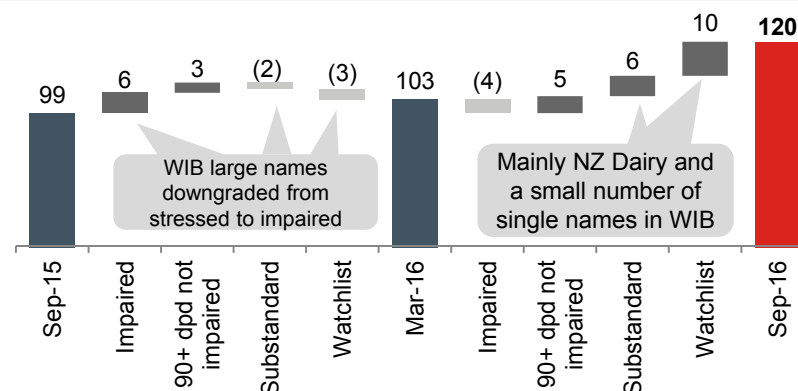 99
6
3
(2)
(3)
103
(4)
5
6
10
120
WIB large names
downgraded from
stressed to impaired
Mainly NZ Dairy and
a small number of
single names in WIB
Sep-15
Impaired
90+ dpd not
impaired
Substandard
Watchlist
Mar-16
Impaired
90+ dpd not
impaired
Substandard
Watchlist
Sep-16